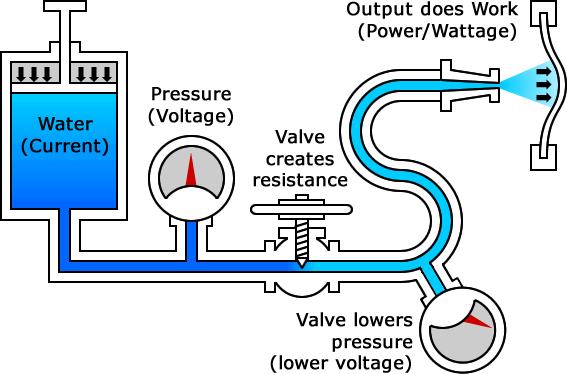 Output does Work
(Power/Wattage)
Pressure
(Voltage)
Water
(Current)
Valve
creates
resistance
Valve lowers
pressure
(lower voltage)